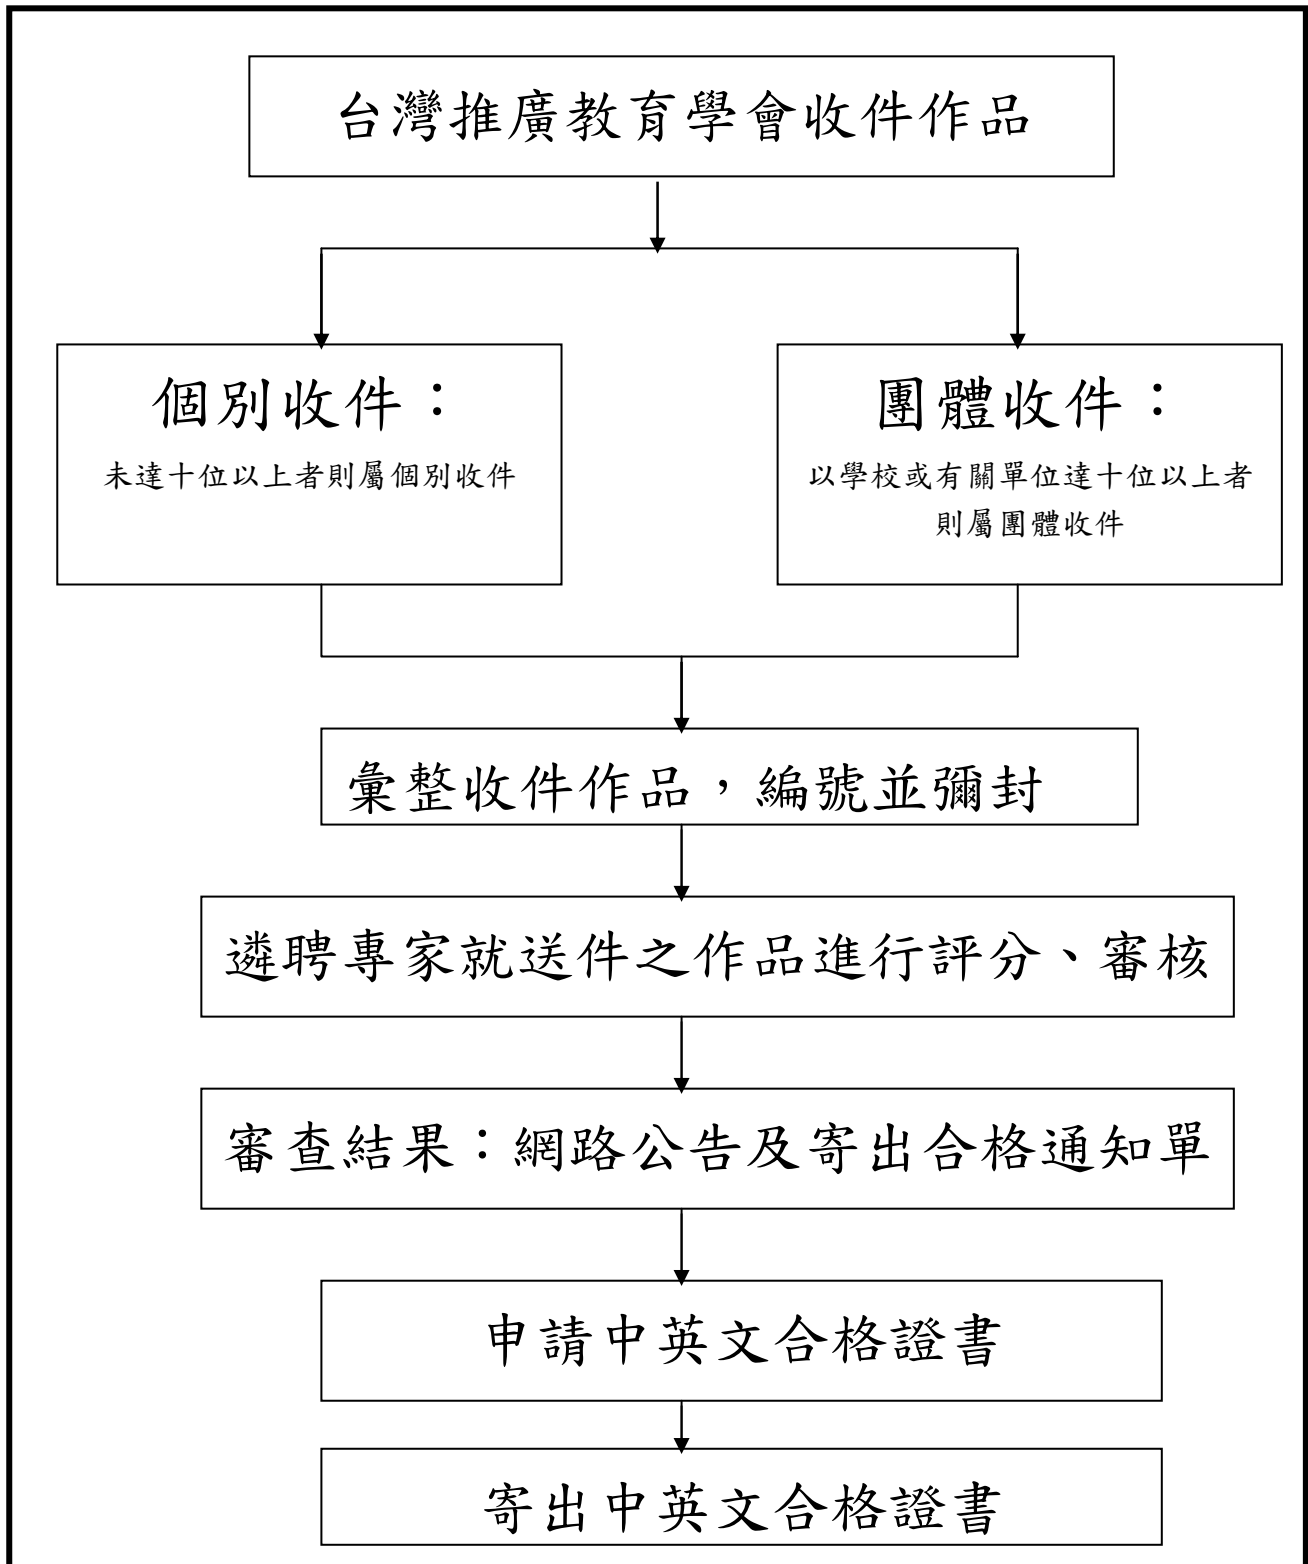 台灣推廣教育學會收件作品
個別收件：
未達十位以上者則屬個別收件
團體收件：
以學校或有關單位達十位以上者
則屬團體收件
彙整收件作品，編號並彌封
遴聘專家就送件之作品進行評分、審核
審查結果：網路公告及寄出合格通知單
申請中英文合格證書
寄出中英文合格證書